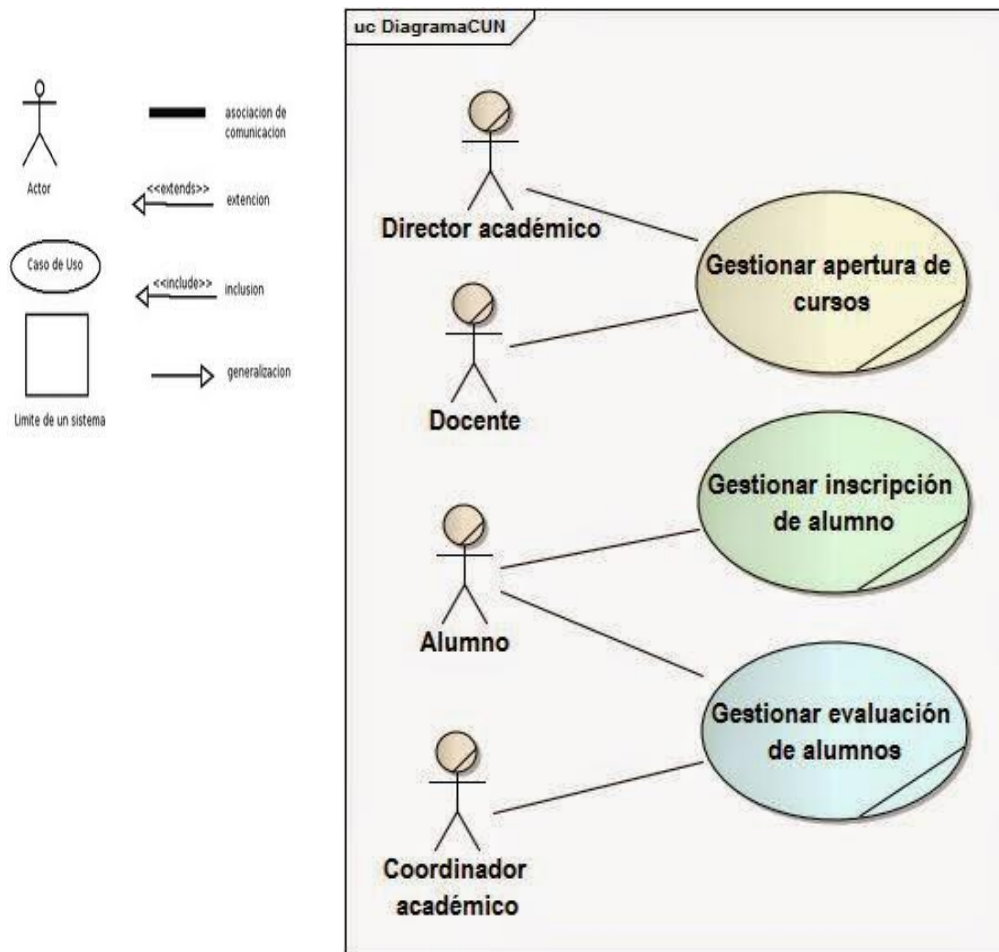 asociacion de
comunicacion
Actor
<<extends>>
extencion
Caso de Uso
<<include>>
inclusion
generalizacion
Limite de un sistema
uc DiagramaCUN
Director académico
Gestionar apertura de
cursos
Docente
Gestionar inscripción
de alumno
Alumno
Gestionar evaluación
de alumnos
Coordinador
académico